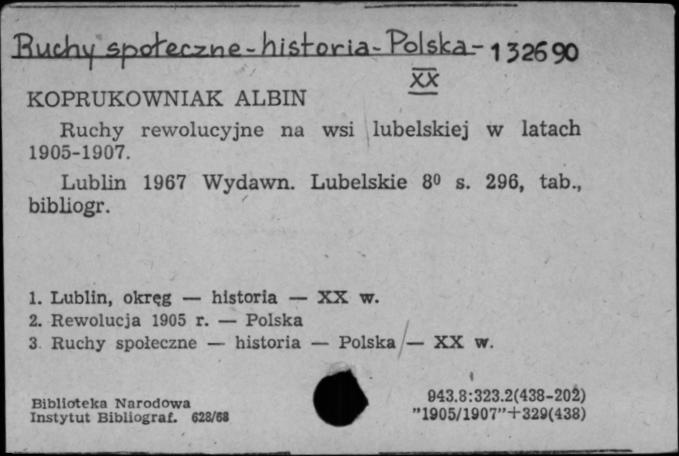 Ruchy społeczne - historia - Polska - 132690
XX
KOPRUKOWNIAK ALBIN
Ruchy rewolucyjne na wsi lubelskiej w latach
1905-1907.
Lublin 1967 Wydawn. Lubelskie 8⁰ s. 296, tab.,
bibliogr.
1. Lublin, okręg — historia — XX w.
2. Rewolucja 1905 r. — Polska
3. Ruchy społeczne — historia — Polska — XX w.
943.8:323.2(438-202)
Biblioteka Narodowa
"1905/1907"+329(438)
Instytut Bibliograf. 628/68